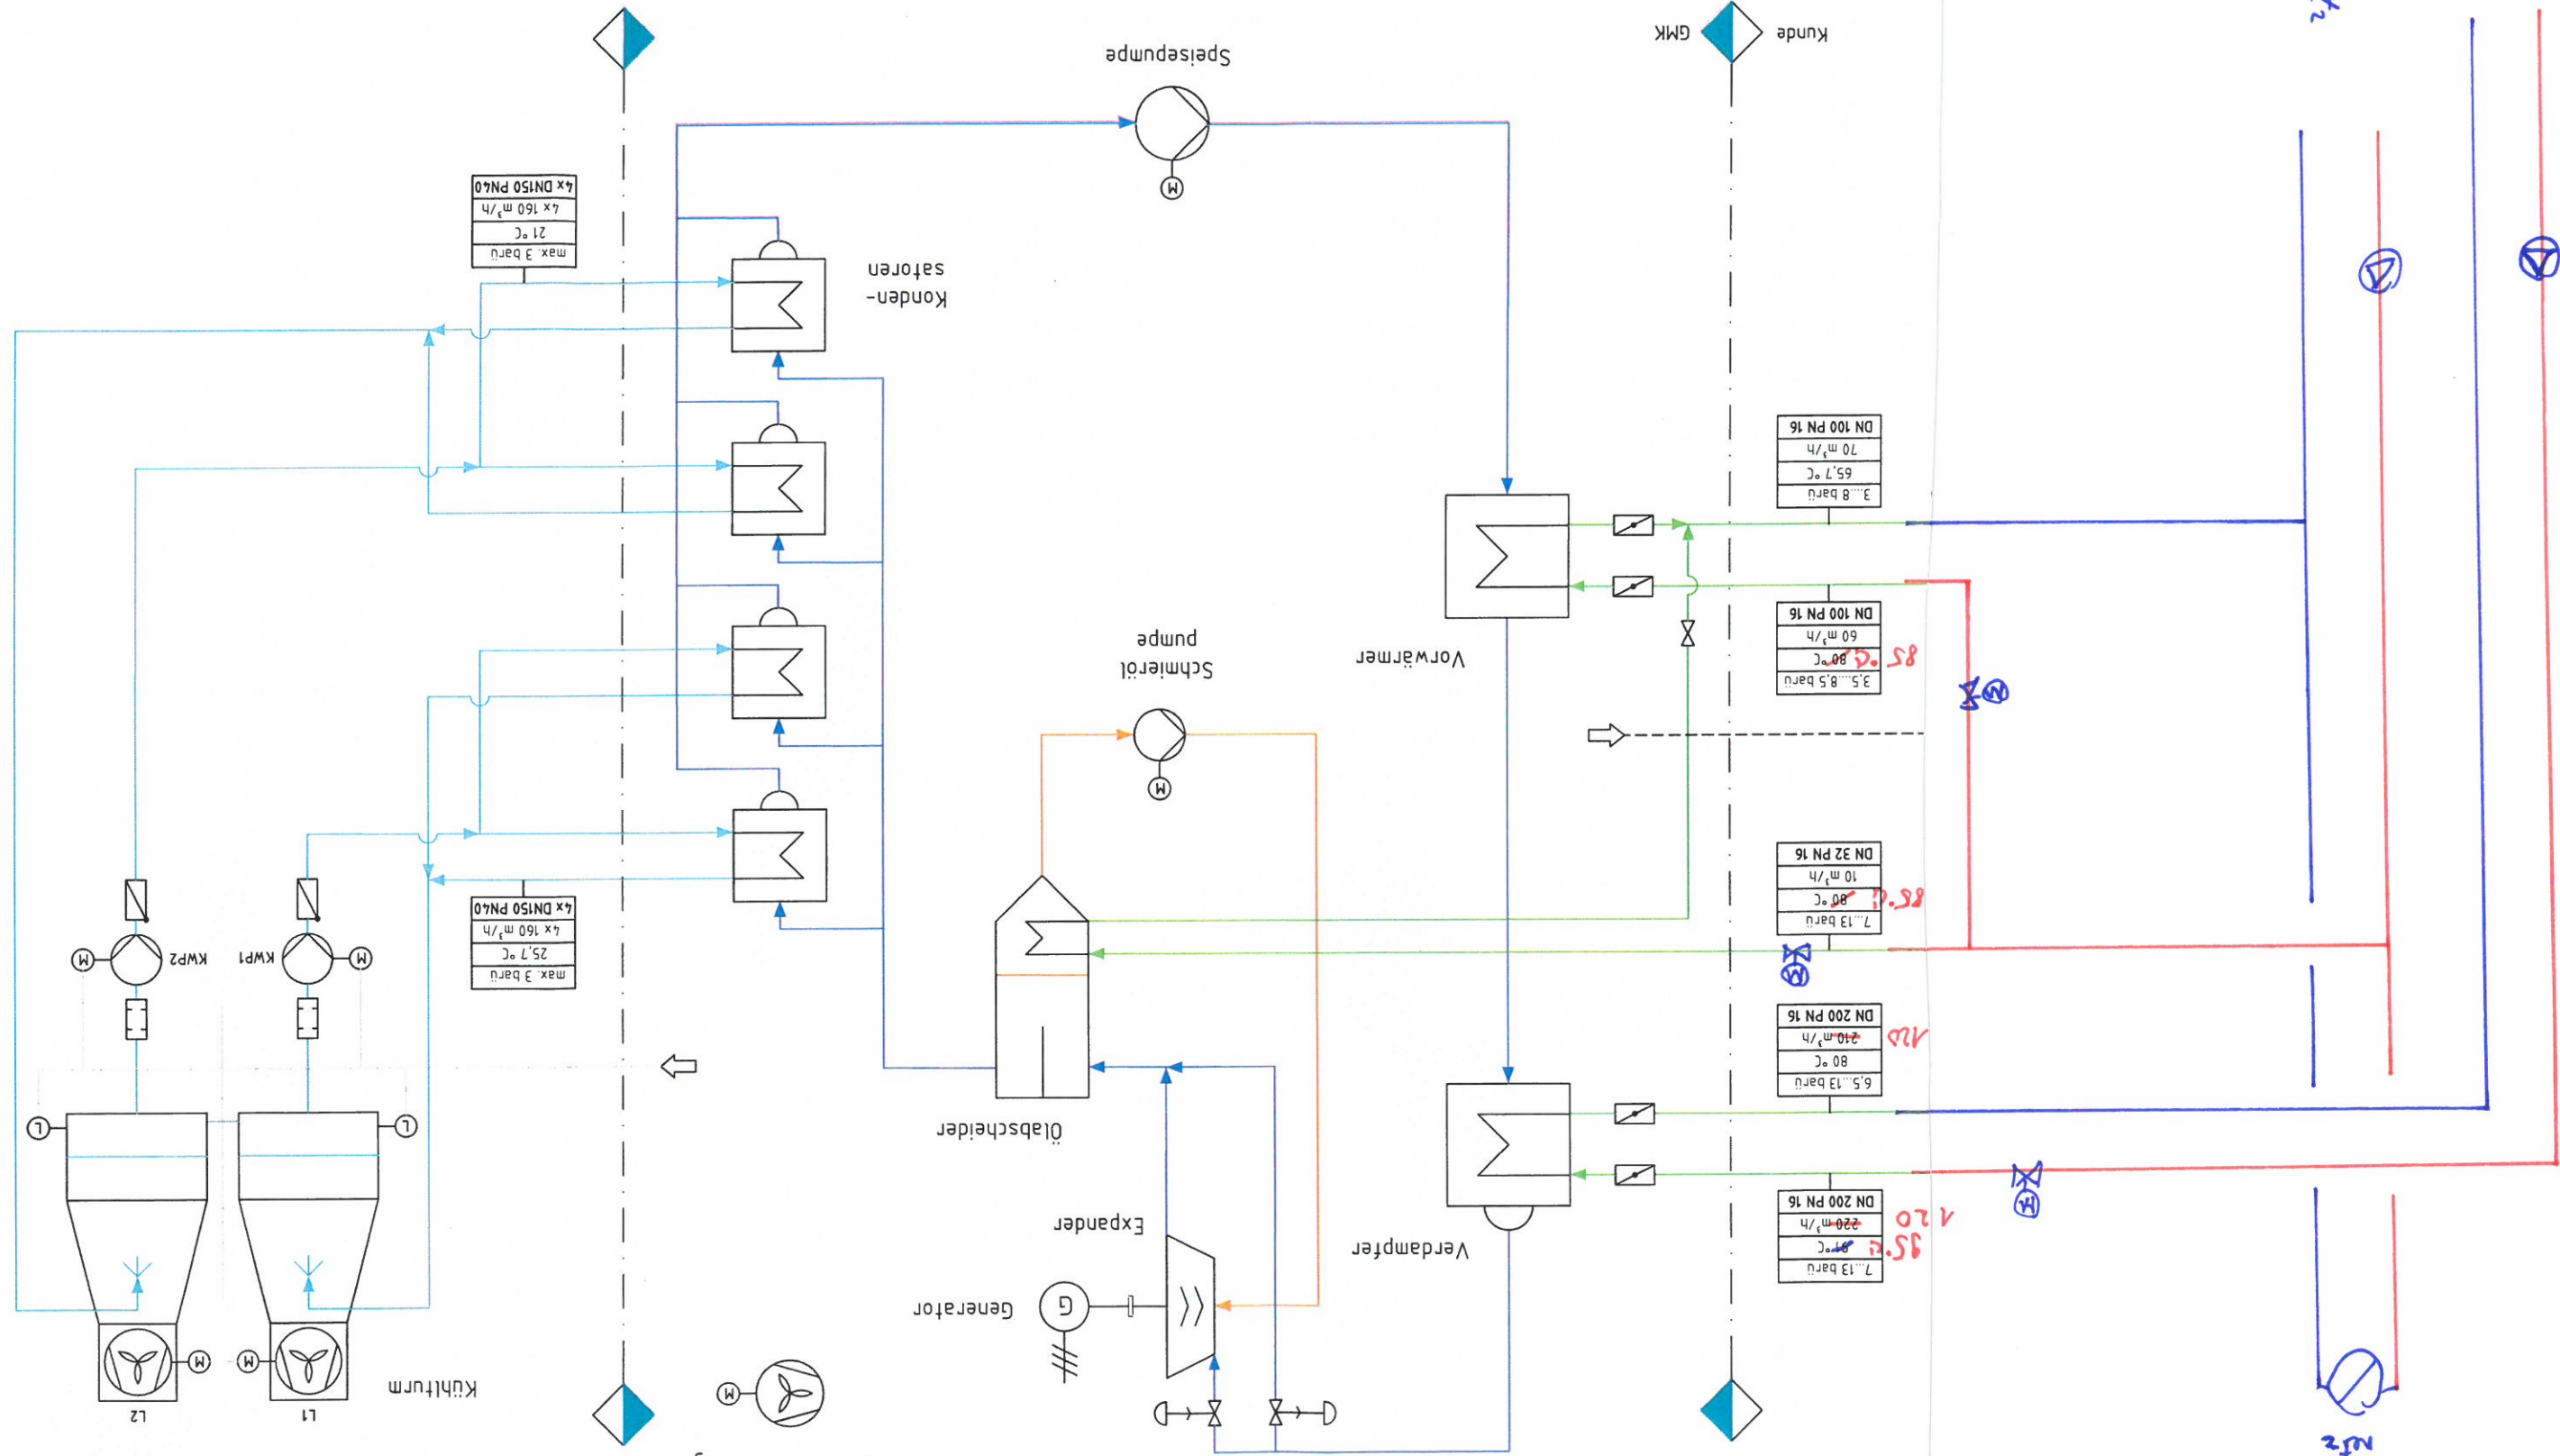 Netz
L1
L2
Kühlturm
M
M
M
7...13 barü
91 °C 95°C
220 m³/h 120
DN 200 PN 16
M
Verdampfer
Generator
G
Expander
6,5...13 barü
80 °C
210 m³/h 120
DN 200 PN 16
Ölabscheider
L
L
7...13 barü
80 °C 85°C
10 m³/h
DN 32 PN 16
M
max. 3 barü
25,7 °C
4x 160 m³/h
4x DN150 PN40
M
KWP1
KWP2
M
M
Schmieröl
pumpe
M
3,5...8,5 barü
80 °C 85°C
60 m³/h
DN 100 PN 16
Vorwärmer
3...8 barü
65,7 °C
70 m³/h
DN 100 PN 16
Konden-
satoren
max. 3 barü
21 °C
4x 160 m³/h
4x DN150 PN40
M
Speisepumpe
Kunde
GMK